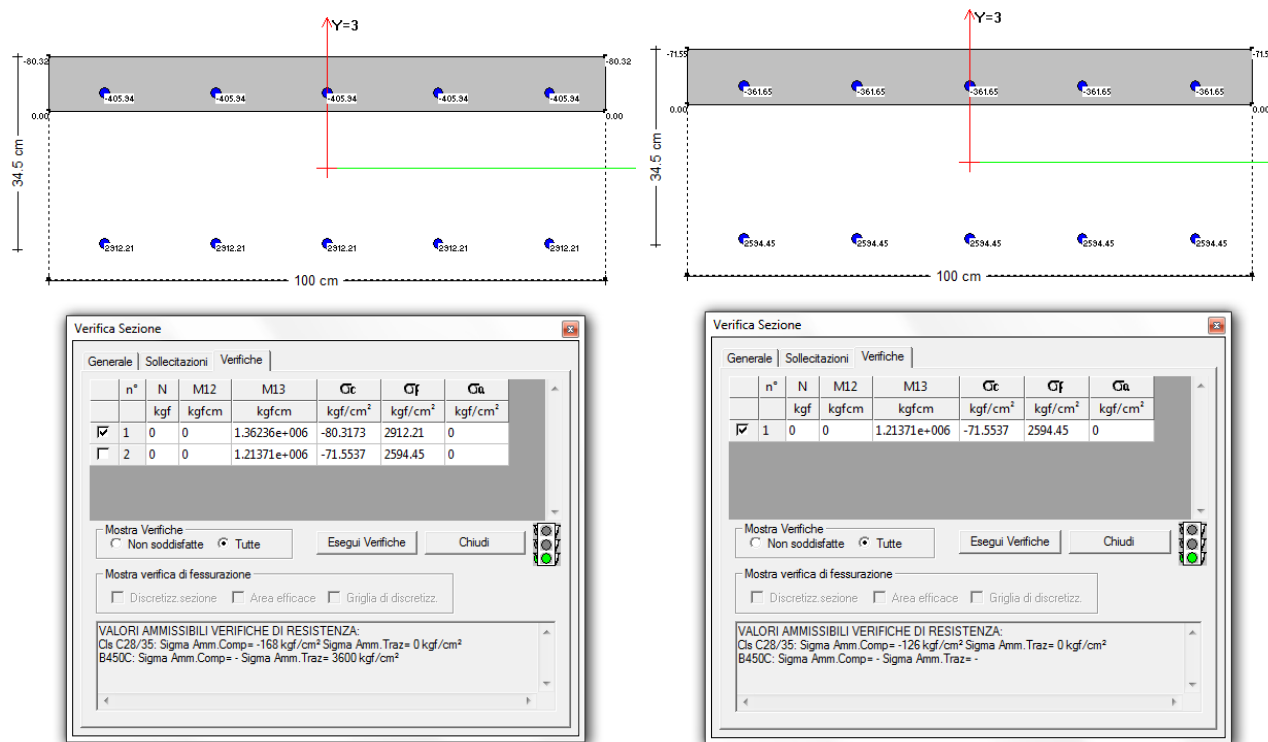 Y=3
-80.32
-80.32
-405.94 -405.94 -405.94 -405.94 -405.94
0.00
0.00
34.5 cm
2912.21 2912.21 2912.21 2912.21 2912.21
100 cm
Y=3
-71.55
-361.65 -361.65 -361.65 -361.65 -361.65
0.00
0.00
34.5 cm
2594.45 2594.45 2594.45 2594.45 2594.45
100 cm
Verifica Sezione
Generale Sollecitazioni Verifiche
n° N M12 M13 σc σf σa
kgf kgfcm kgfcm kgf/cm² kgf/cm² kgf/cm²
1 0 0 1.36236e+006 -80.3173 2912.21 0
2 0 0 1.21371e+006 -71.5537 2594.45 0
Mostra Verifiche
Non soddisfatte Tutte
Esegui Verifiche
Chiudi
Mostra verifica di fessurazione
Discretizz.sezione Area efficace Griglia di discretizz.
VALORI AMMISSIBILI VERIFICHE DI RESISTENZA:
Cls C28/35: Sigma Amm.Comp= -168 kgf/cm² Sigma Amm.Traz= 0 kgf/cm²
B450C: Sigma Amm.Comp= - Sigma Amm.Traz= 3600 kgf/cm²
Verifica Sezione
Generale Sollecitazioni Verifiche
n° N M12 M13 σc σf σa
kgf kgfcm kgfcm kgf/cm² kgf/cm² kgf/cm²
1 0 0 1.21371e+006 -71.5537 2594.45 0
Mostra Verifiche
Non soddisfatte Tutte
Esegui Verifiche
Chiudi
Mostra verifica di fessurazione
Discretizz.sezione Area efficace Griglia di discretizz.
VALORI AMMISSIBILI VERIFICHE DI RESISTENZA:
Cls C28/35: Sigma Amm.Comp= -126 kgf/cm² Sigma Amm.Traz= 0 kgf/cm²
B450C: Sigma Amm.Comp= - Sigma Amm.Traz= -